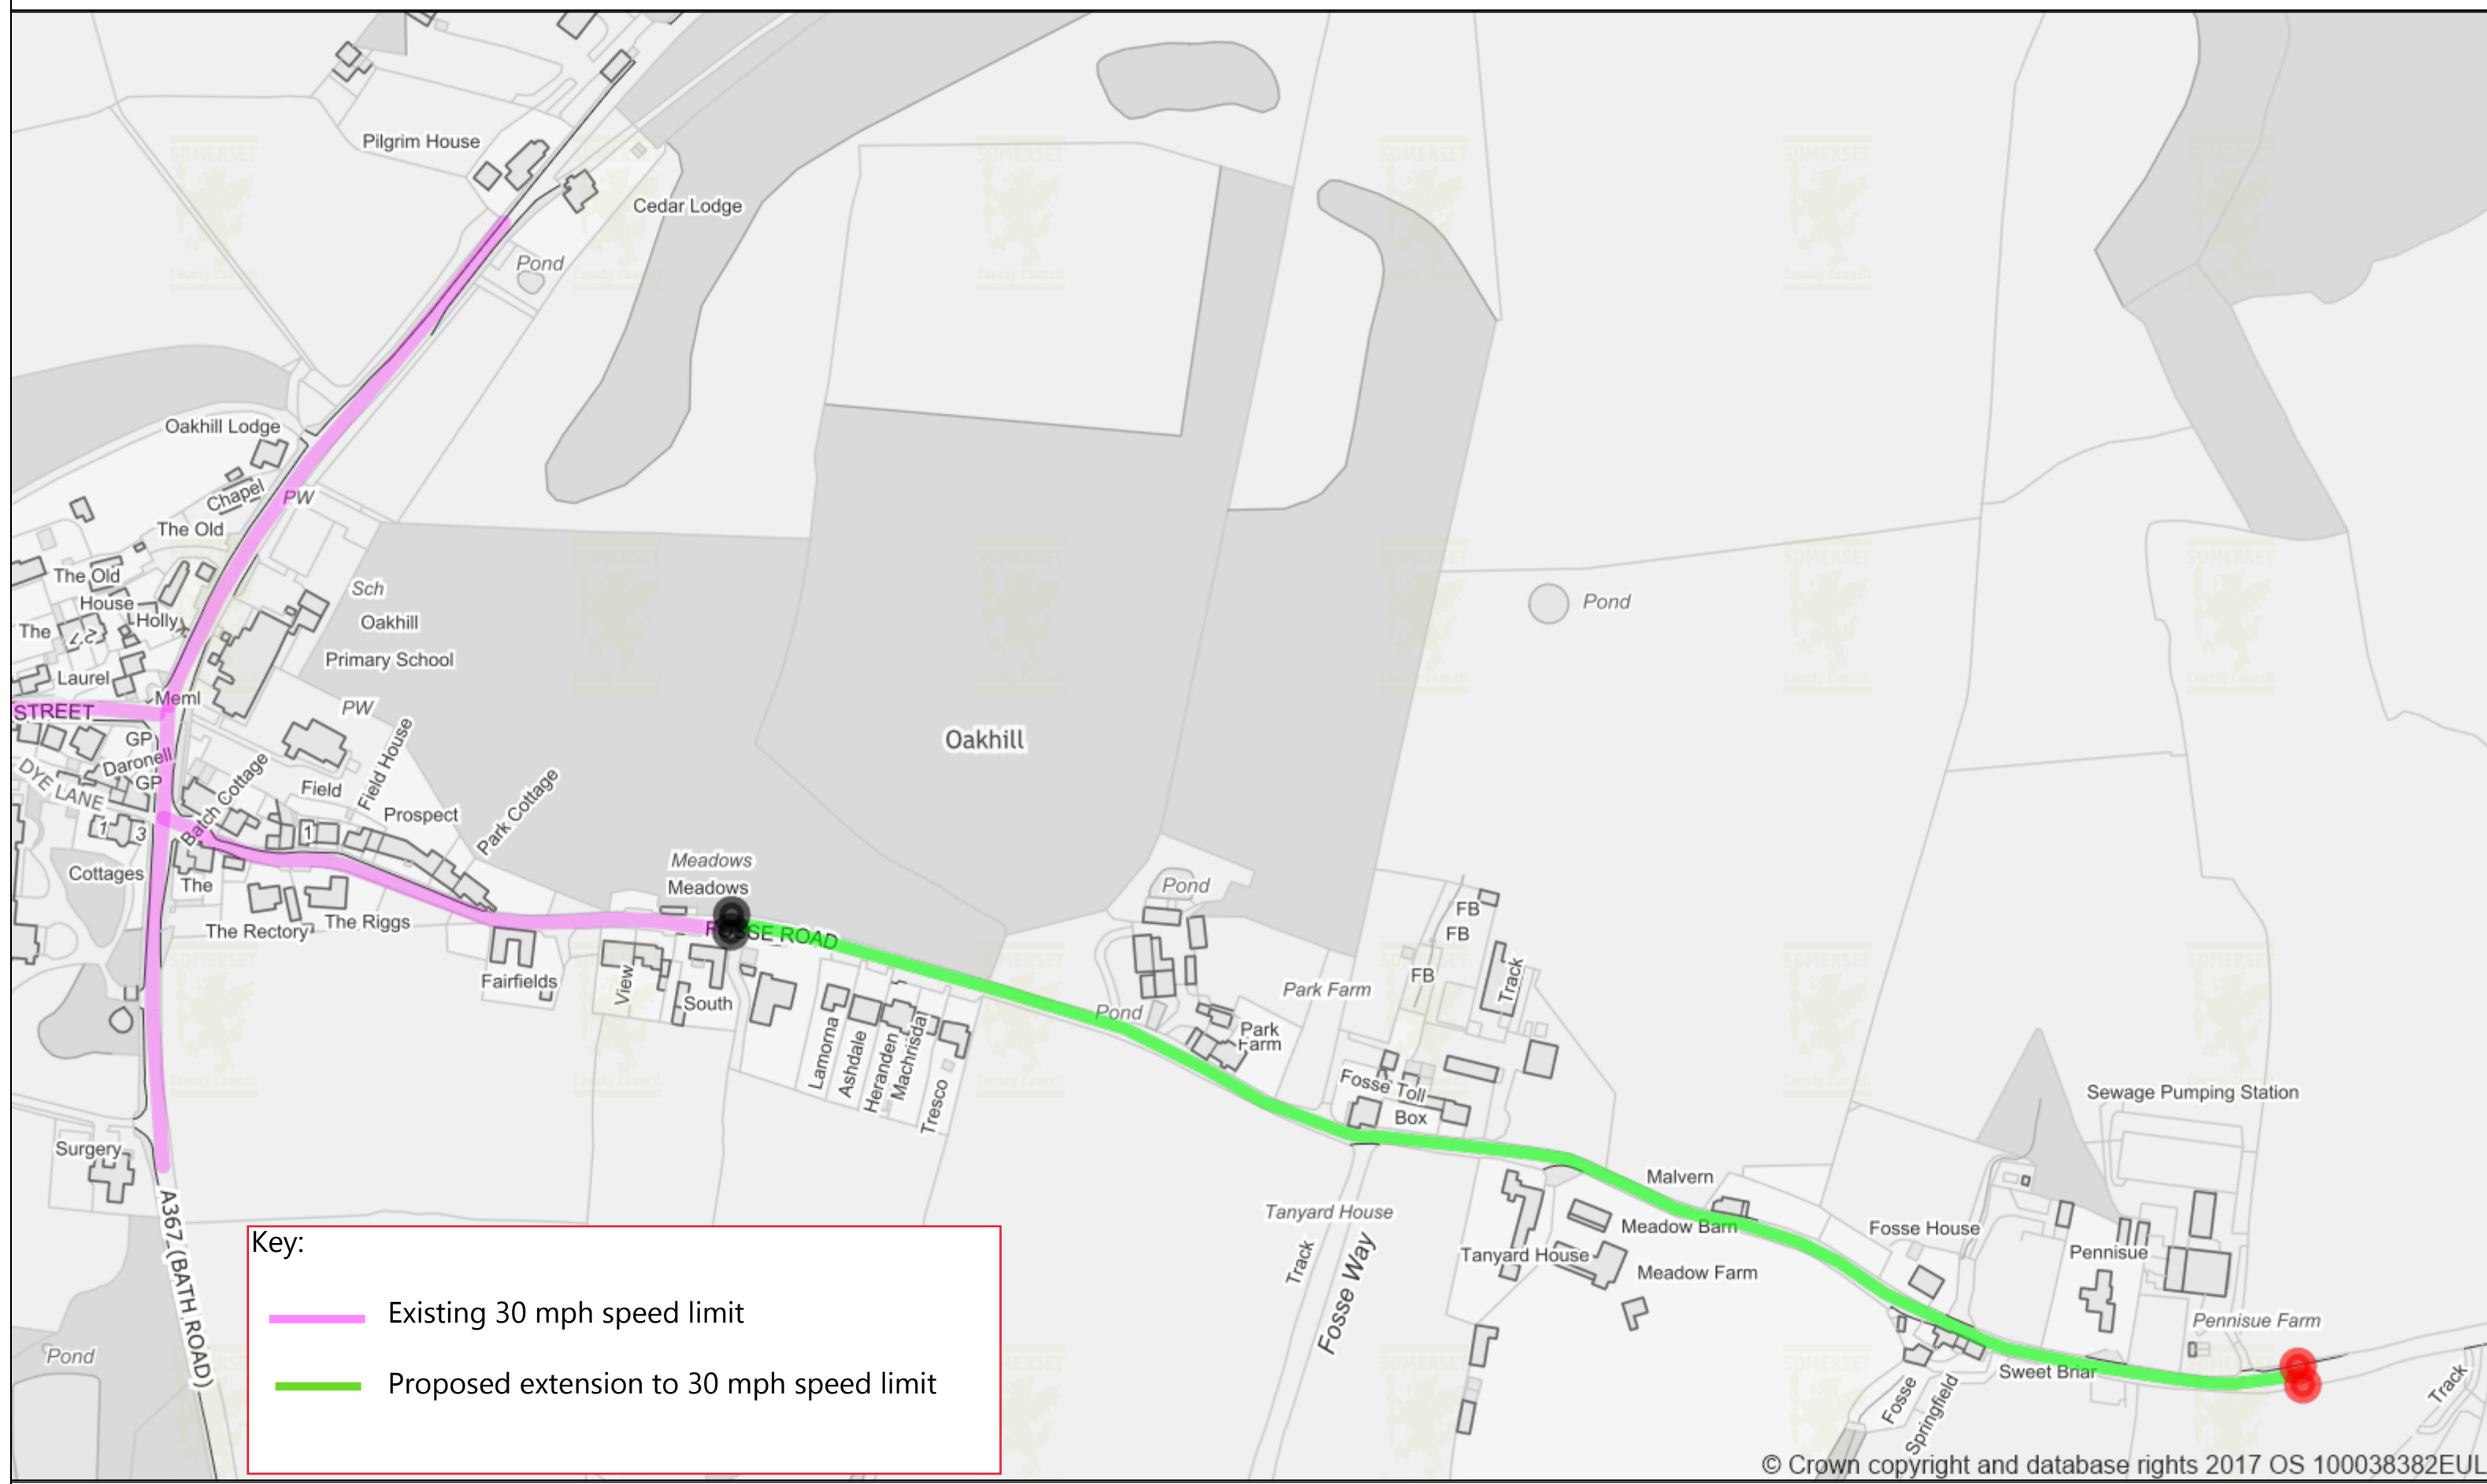 Pilgrim House
Cedar Lodge
Pond
Oakhill Lodge
Chapel
PW
The Old
The Old
House
Holly
The
Laurel
Meml
STREET
Sch
Oakhill
Primary School
PW
GP
Daronell
GP
DYE LANE
1
3
Batch Cottage
Field
Field House
1
Prospect
Park Cottage
Cottages
The
The Rectory
The Riggs
Meadows
Meadows
FOSSE ROAD
Fairfields
View
South
Lamorna
Ashdale
Heranden
Machrisdal
Tresco
Oakhill
Pond
Pond
Pond
Park Farm
Park
Farm
FB
FB
FB
Track
Fosse Toll
Box
Surgery
A367 (BATH ROAD)
Pond
Tanyard House
Track
Fosse Way
Tanyard House
Malvern
Meadow Barn
Meadow Farm
Fosse House
Sewage Pumping Station
Pennisue
Pennisue Farm
Sweet Briar
Fosse
Springfield
Track
Key:
Existing 30 mph speed limit
Proposed extension to 30 mph speed limit
SOMERSET
County Council
© Crown copyright and database rights 2017 OS 100038382EUL